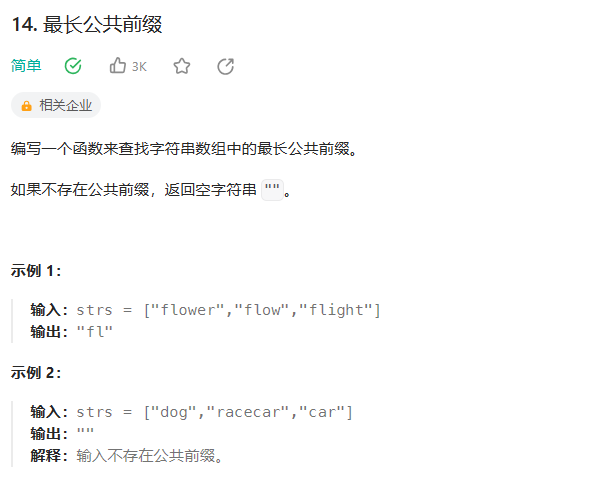 14. 最长公共前缀
简单 3K
相关企业
编写一个函数来查找字符串数组中的最长公共前缀。
如果不存在公共前缀，返回空字符串 ""。
示例 1：
输入：strs = ["flower","flow","flight"]
输出："fl"
示例 2：
输入：strs = ["dog","racecar","car"]
输出：""
解释：输入不存在公共前缀。